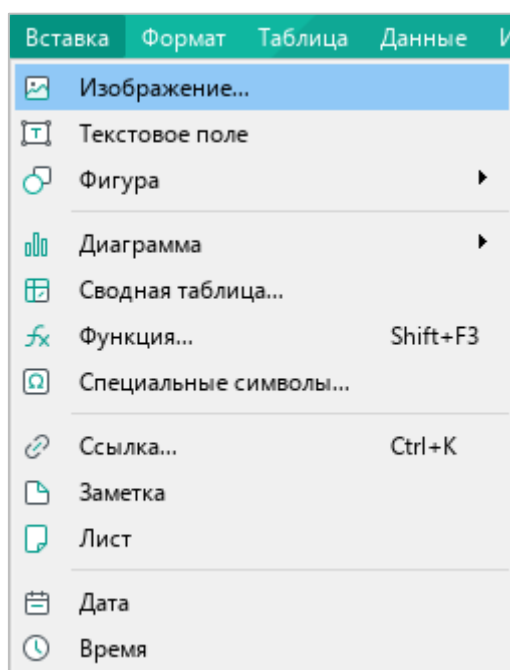 Вставка Формат Таблица Данные И
Изображение...
Текстовое поле
Фигура
Диаграмма
Сводная таблица...
Функция... Shift+F3
Специальные символы...
Ссылка... Ctrl+K
Заметка
Лист
Дата
Время